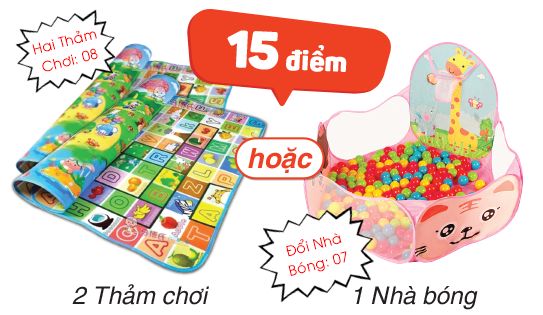 15 điểm
Hai Thảm
Chơi: 08
hoặc
Đổi Nhà
Bóng: 07
2 Thảm chơi
1 Nhà bóng